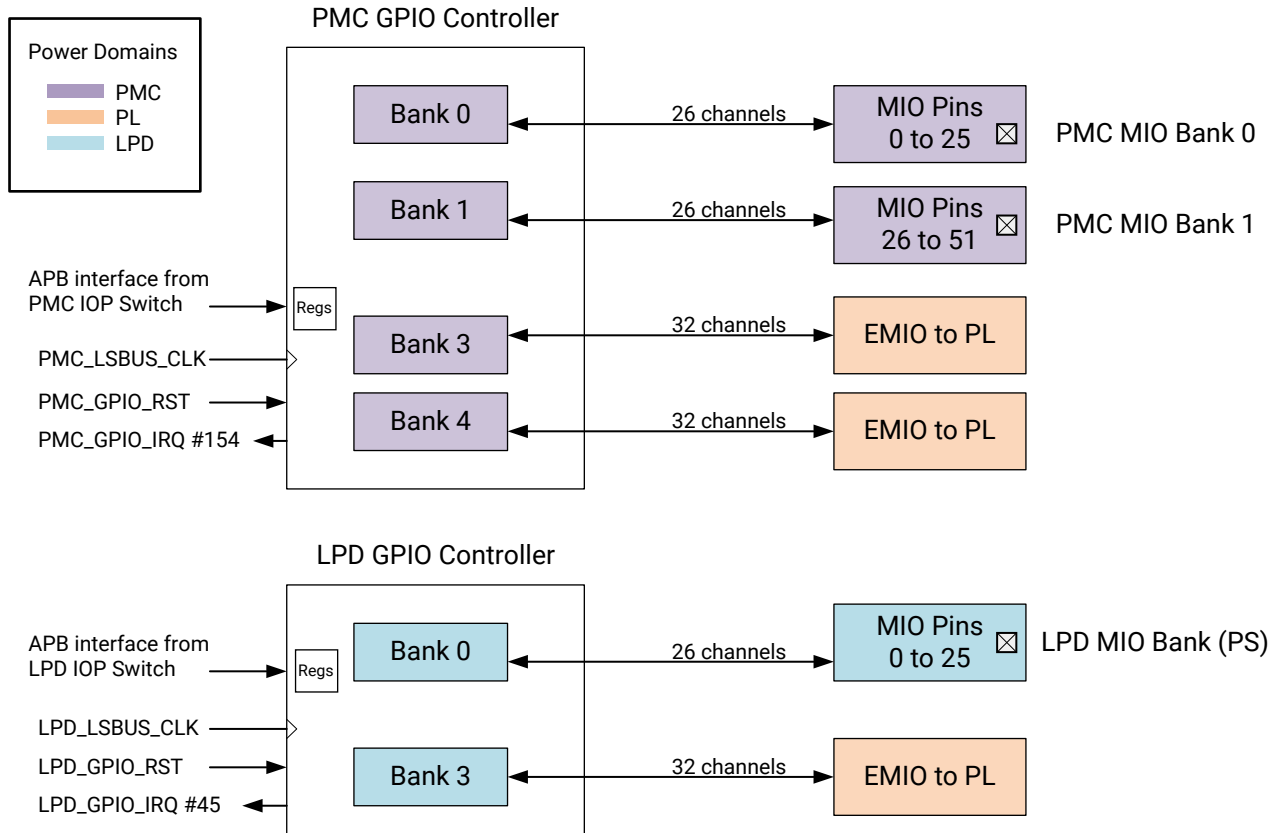 PMC GPIO Controller
Power Domains
PMC
PL
LPD
Bank 0
26 channels
MIO Pins
0 to 25
PMC MIO Bank 0
Bank 1
26 channels
MIO Pins
26 to 51
PMC MIO Bank 1
APB interface from
PMC IOP Switch
Regs
Bank 3
32 channels
EMIO to PL
PMC_LSBUS_CLK
PMC_GPIO_RST
Bank 4
32 channels
EMIO to PL
PMC_GPIO_IRQ #154
LPD GPIO Controller
APB interface from
LPD IOP Switch
Regs
Bank 0
26 channels
MIO Pins
0 to 25
LPD MIO Bank (PS)
LPD_LSBUS_CLK
LPD_GPIO_RST
Bank 3
32 channels
EMIO to PL
LPD_GPIO_IRQ #45